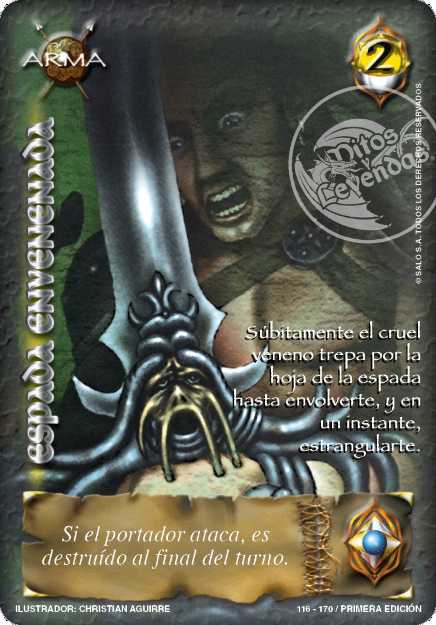 ARMA
2
Mitos y
Leyendas
© SALO S.A. TODOS LOS DERECHOS RESERVADOS
ESPADA ENVENENADA
Súbitamente el cruel
veneno trepa por la
hoja de la espada
hasta envolverte, y en
un instante,
estrangularte.
Si el portador ataca, es
destruído al final del turno.
ILUSTRADOR: CHRISTIAN AGUIRRE
116 - 170 / PRIMERA EDICIÓN